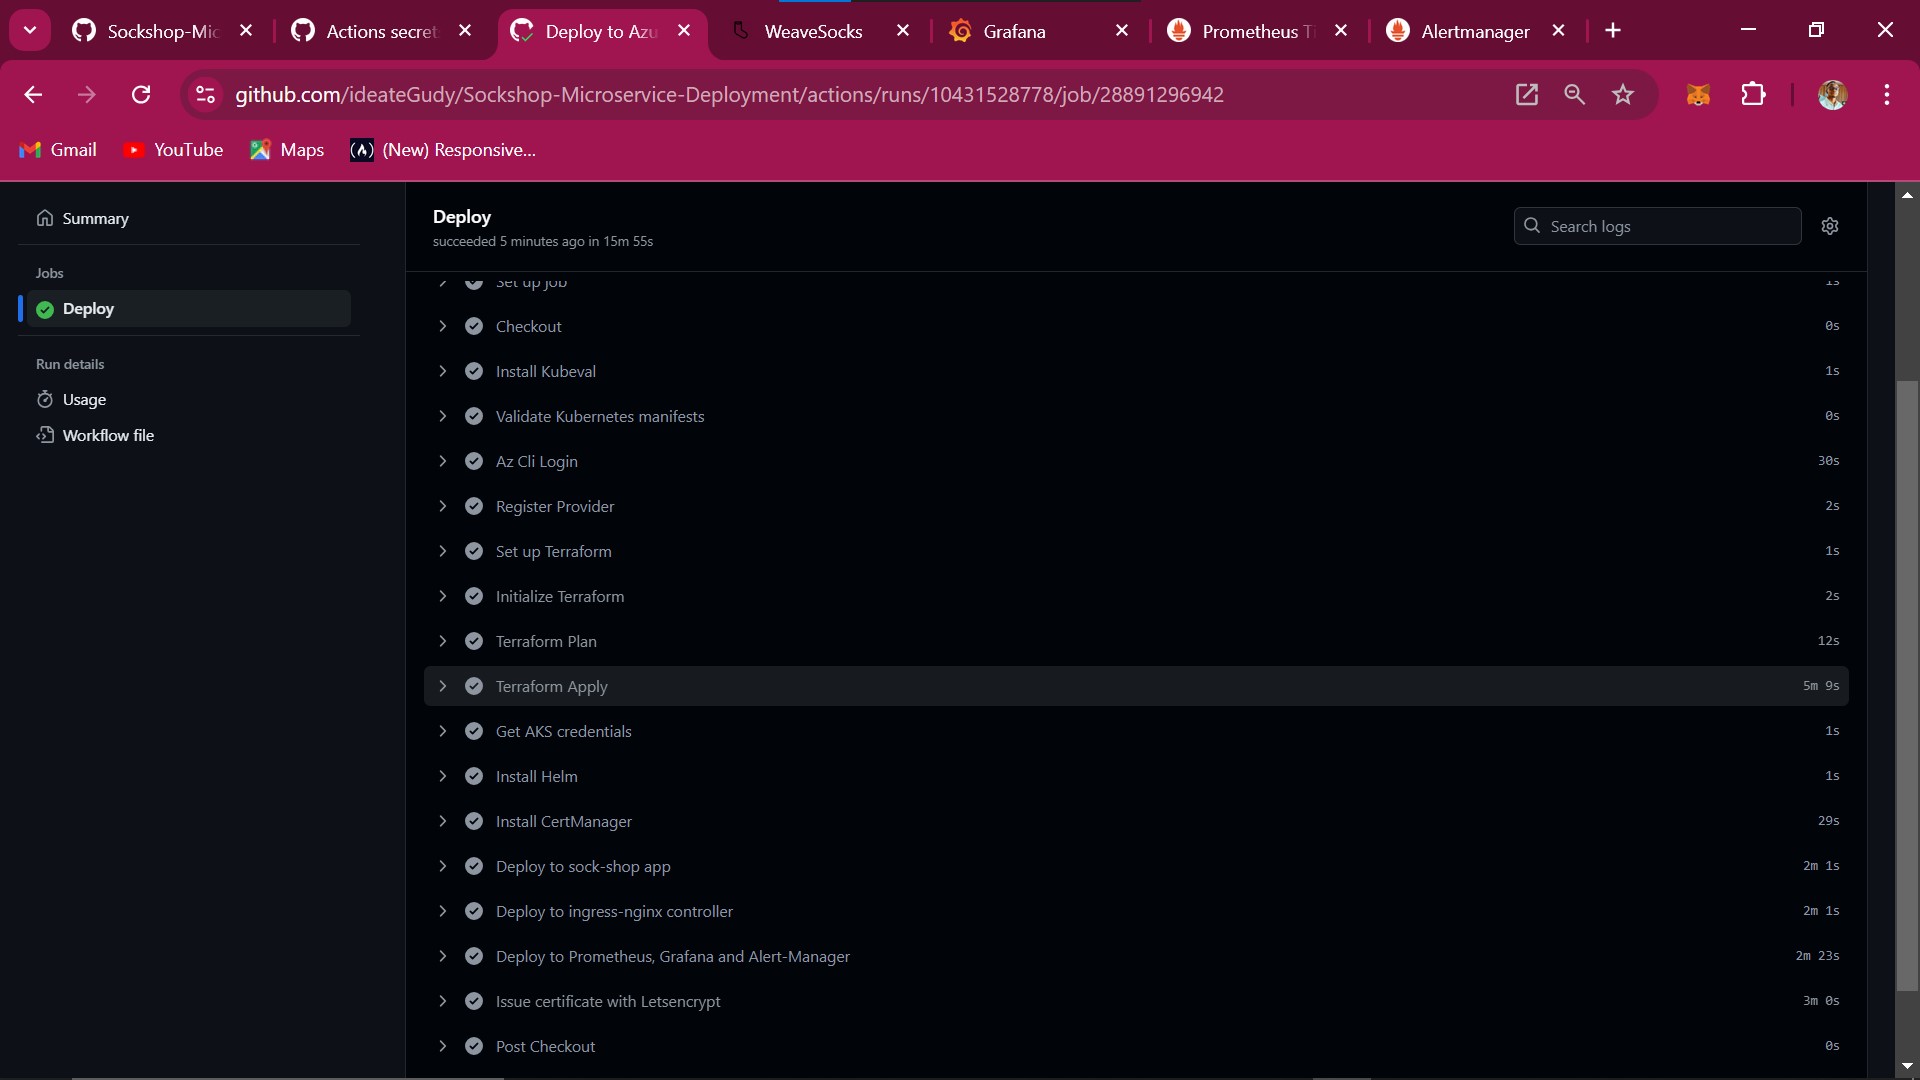 Sockshop-Mic
Actions secret
Deploy to Azu
WeaveSocks
Grafana
Prometheus Ti
Alertmanager
github.com/ideateGudy/Sockshop-Microservice-Deployment/actions/runs/10431528778/job/28891296942
Gmail
YouTube
Maps
(New) Responsive...
Summary
Jobs
Deploy
Run details
Usage
Workflow file
Deploy
succeeded 5 minutes ago in 15m 55s
Search logs
Set up job 1s
Checkout 0s
Install Kubeval 1s
Validate Kubernetes manifests 0s
Az Cli Login 30s
Register Provider 2s
Set up Terraform 1s
Initialize Terraform 2s
Terraform Plan 12s
Terraform Apply 5m 9s
Get AKS credentials 1s
Install Helm 1s
Install CertManager 29s
Deploy to sock-shop app 2m 1s
Deploy to ingress-nginx controller 2m 1s
Deploy to Prometheus, Grafana and Alert-Manager 2m 23s
Issue certificate with Letsencrypt 3m 0s
Post Checkout 0s